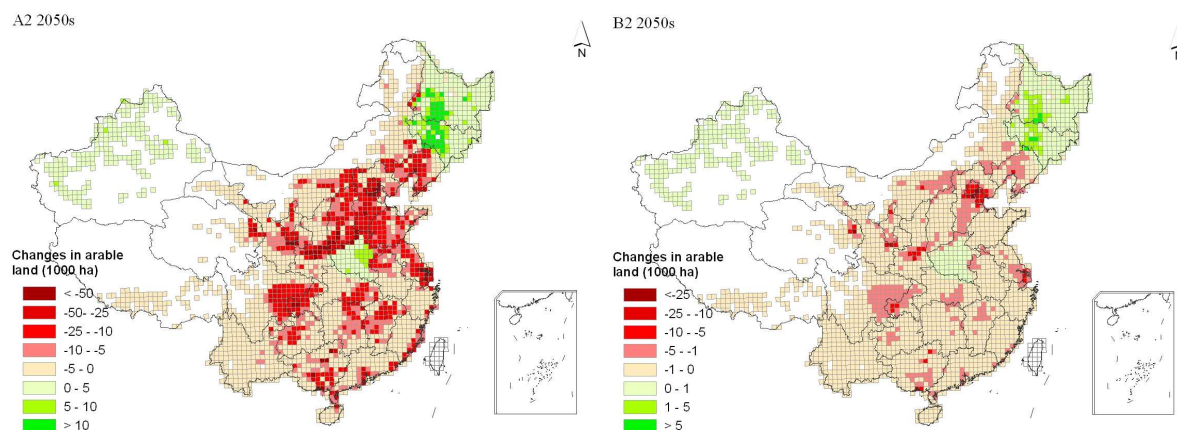 A2 2050s
N
Changes in arable
land (1000 ha)
< -50
-50 - -25
-25 - -10
-10 - -5
-5 - 0
0 - 5
5 - 10
> 10
B2 2050s
N
Changes in arable
land (1000 ha)
<-25
-25 - -10
-10 - -5
-5 - -1
-1 - 0
0 - 1
1 - 5
> 5